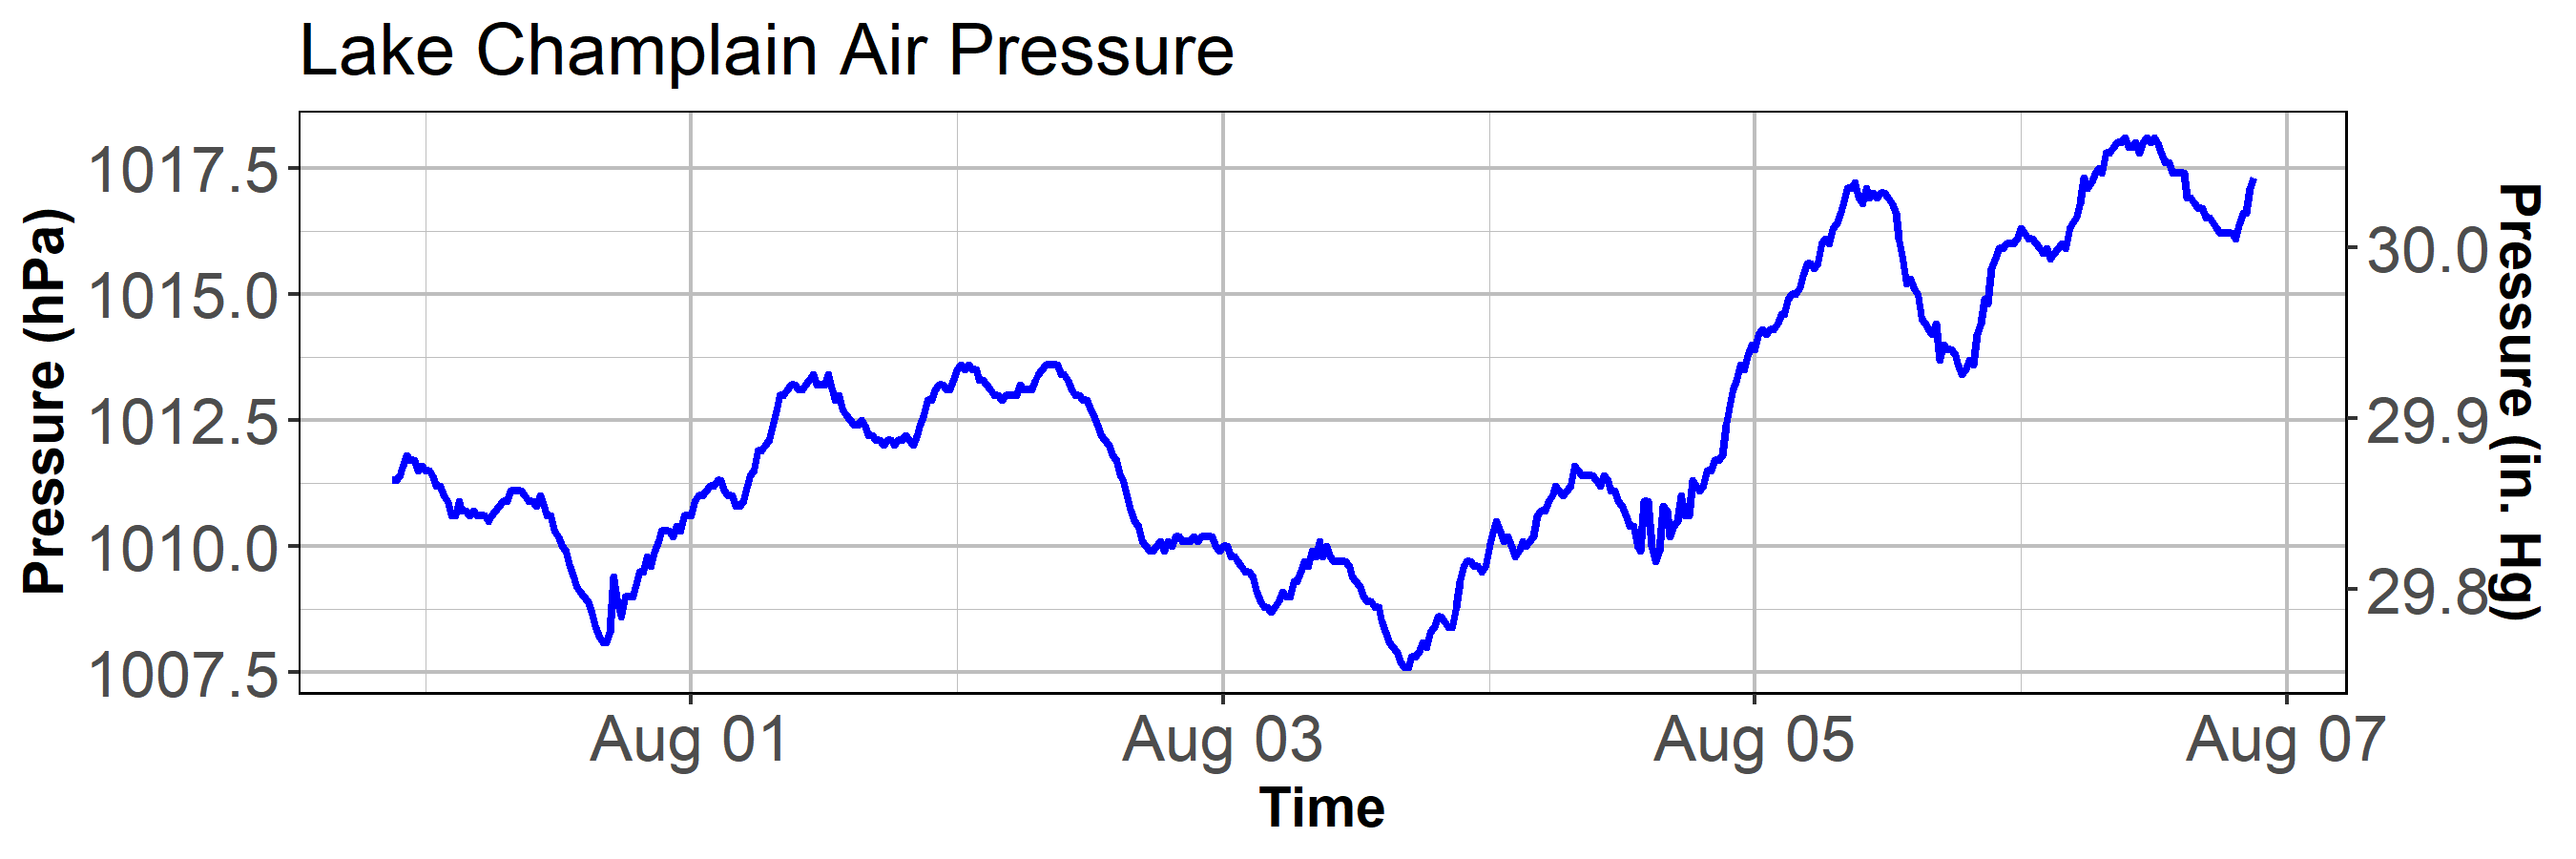 Lake Champlain Air Pressure
Pressure (hPa)
1017.5
1015.0
1012.5
1010.0
1007.5
30.0
29.9
29.8
Pressure (in. Hg)
Aug 01
Aug 03
Aug 05
Aug 07
Time